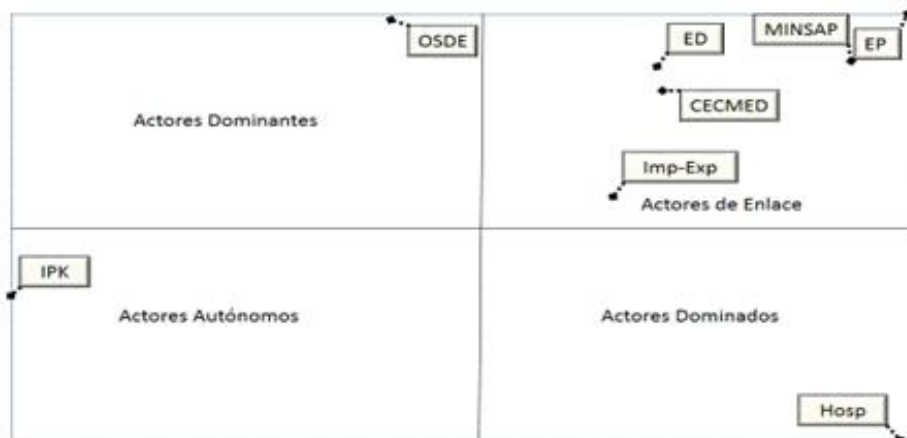 OSDE
ED
MINSAP
EP
CECMED
Actores Dominantes
Imp-Exp
Actores de Enlace
IPK
Actores Autónomos
Actores Dominados
Hosp